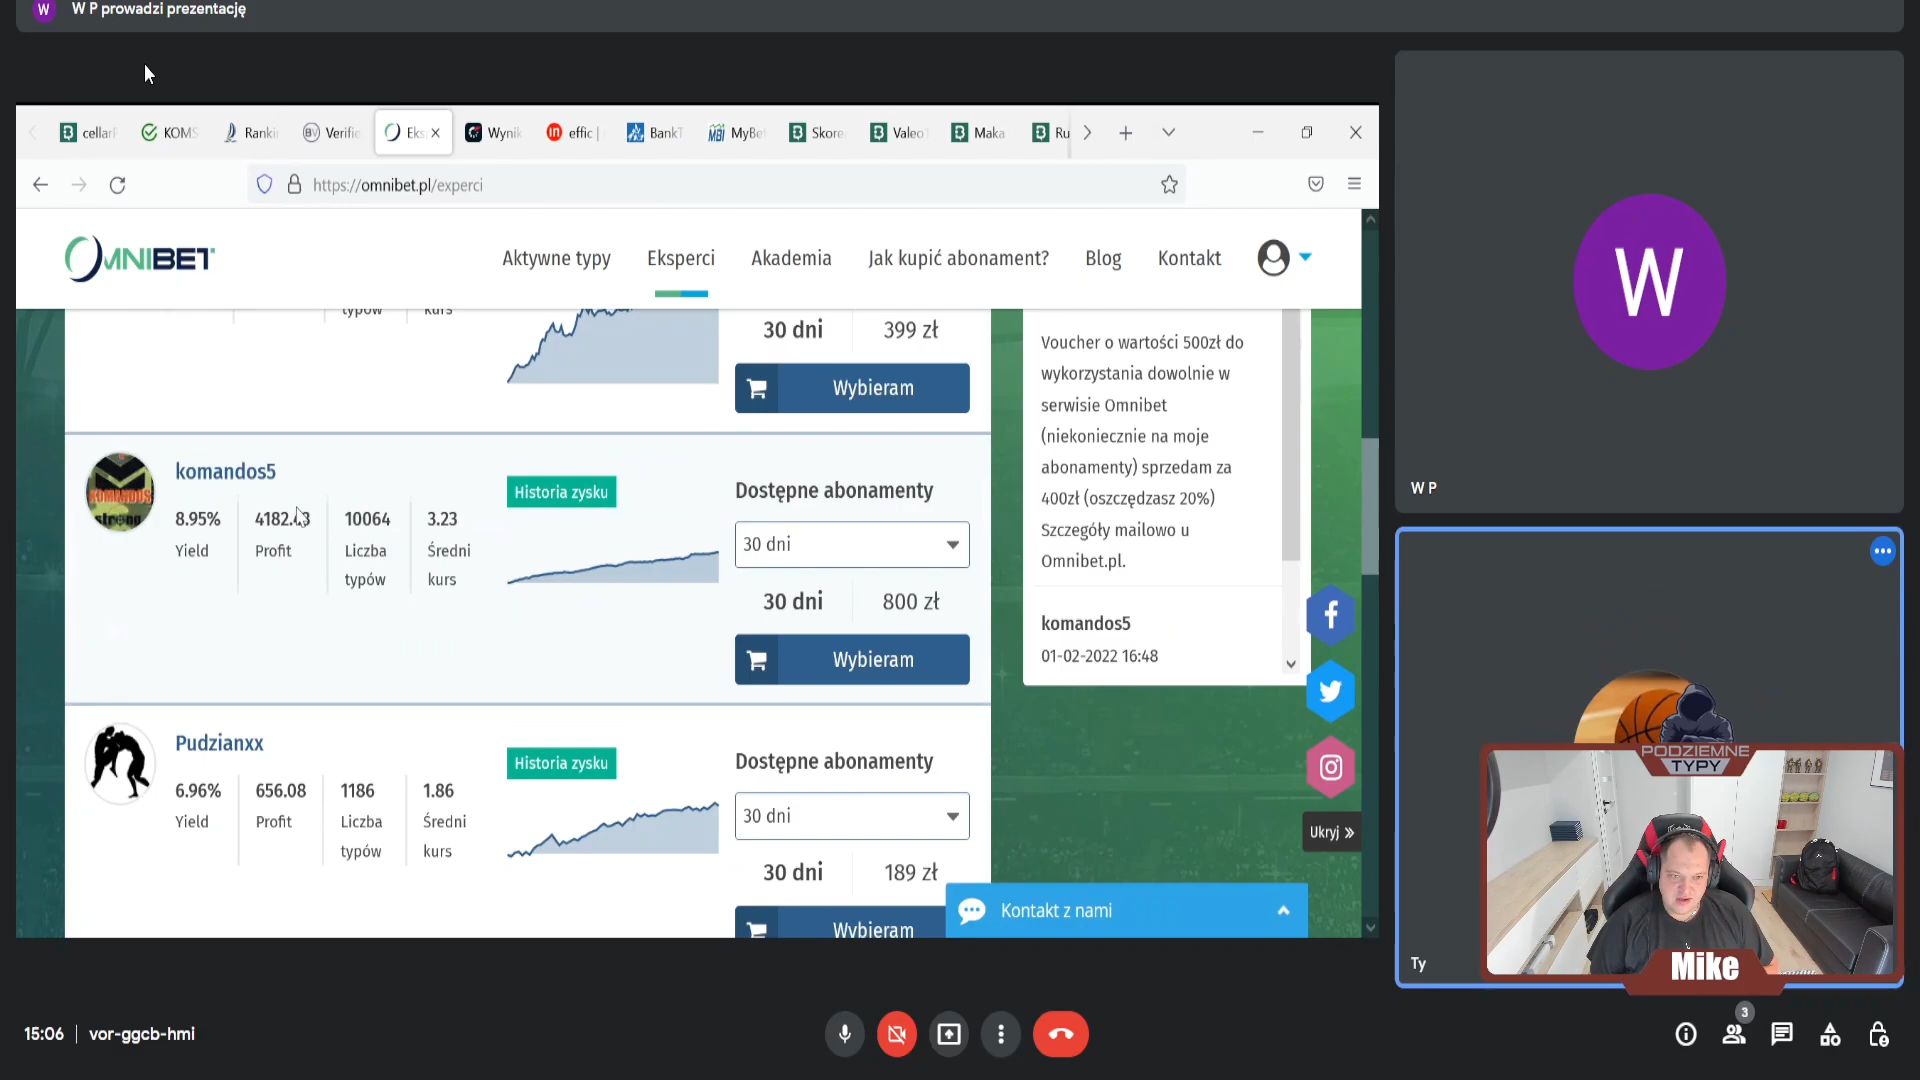 W
W P prowadzi prezentację
cellarF
KOMS
Ranki
BV
Verifie
Eks
Wynik
in
effic |
BankT
MBI
MyBe
Skore
Valeo
Maka
Ru
https://omnibet.pl/experci
OMNIBET
Aktywne typy
Eksperci
Akademia
Jak kupić abonament?
Blog
Kontakt
typów
kurs
30 dni
399 zł
Wybieram
komandos5
8.95%
Yield
Profit
10064
Liczba
typów
3.23
Średni
kurs
Historia zysku
Dostępne abonamenty
30 dni
30 dni
800 zł
Wybieram
Pudzianxx
6.96%
Yield
656.08
Profit
1186
Liczba
typów
1.86
Średni
kurs
Historia zysku
Dostępne abonamenty
30 dni
30 dni
189 zł
Wybieram
Voucher o wartości 500zł do
wykorzystania dowolnie w
serwisie Omnibet
(niekoniecznie na moje
abonamenty) sprzedam za
400zł (oszczędzasz 20%)
Szczegóły mailowo u
Omnibet.pl.
komandos5
01-02-2022 16:48
Ukryj »
Kontakt z nami
W
W P
PODZIEMNE
TYPY
Mike
Ty
15:06
vor-ggcb-hmi
3